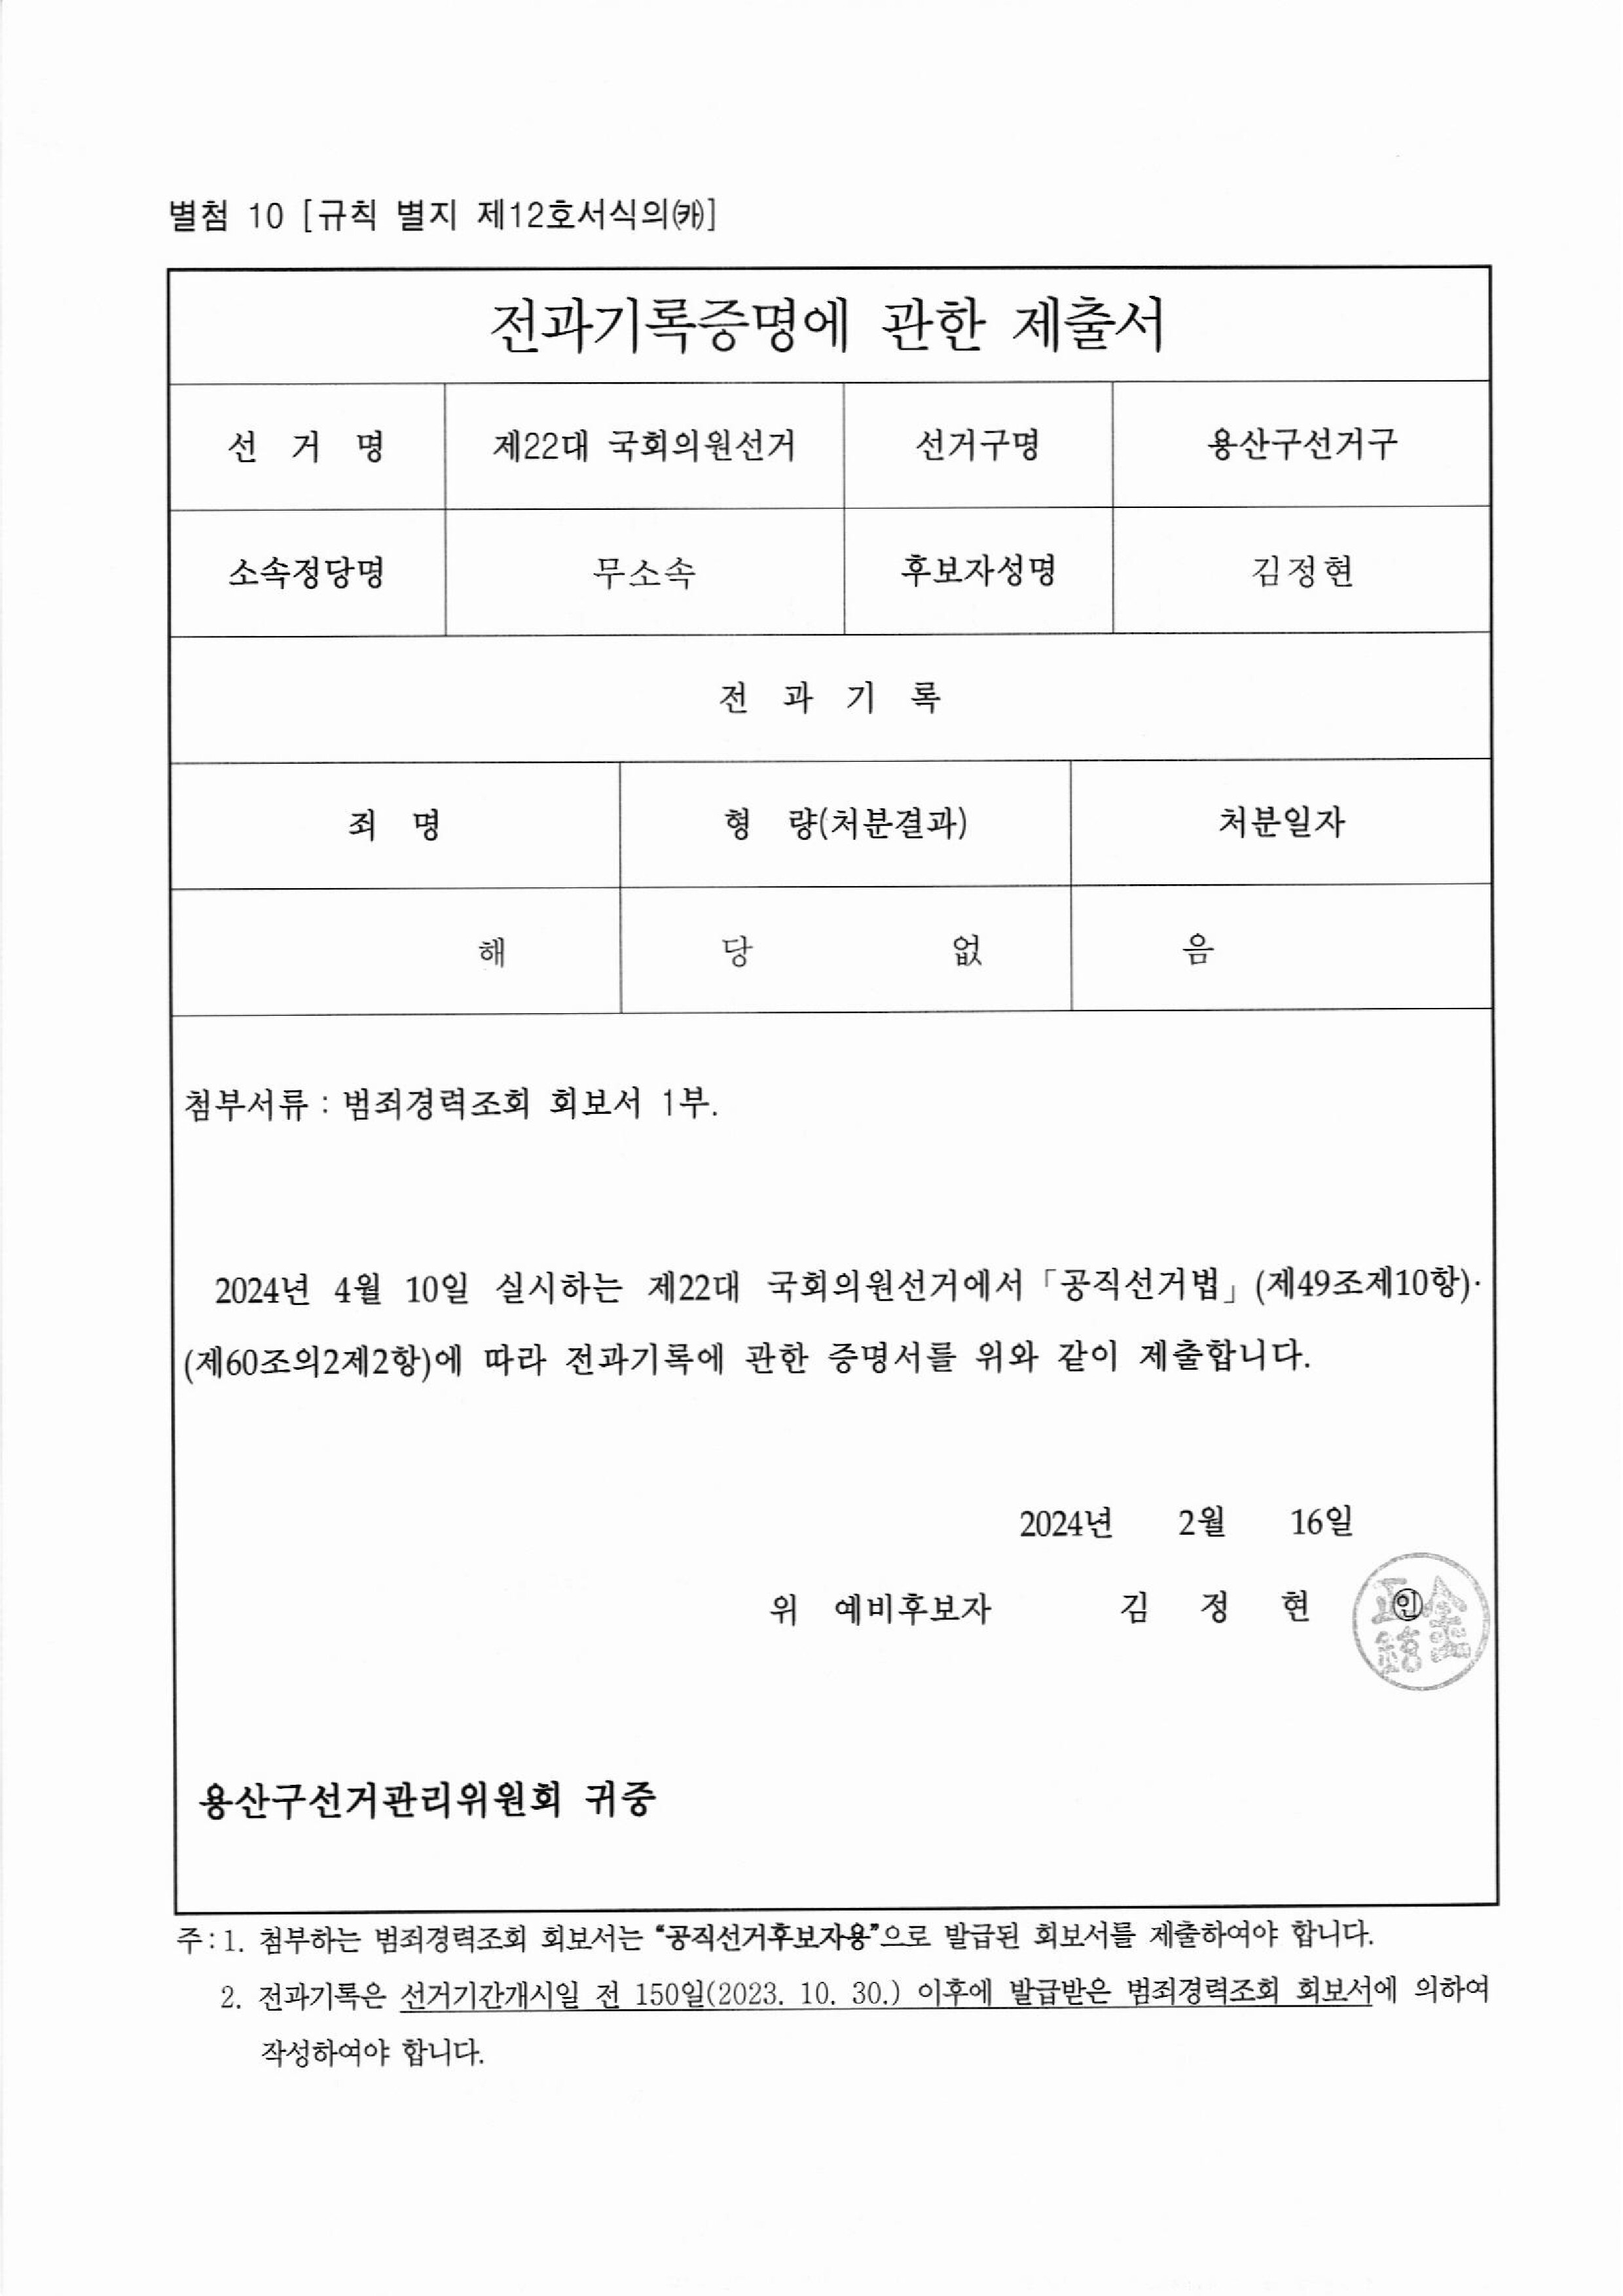 별첨 10 [규칙 별지 제12호서식의㈗]
전과기록증명에 관한 제출서
선 거 명 제22대 국회의원선거 선거구명 용산구선거구
소속정당명 무소속 후보자성명 김정현
전 과 기 록
죄 명 형 량(처분결과) 처분일자
해 당 없 음
첨부서류 : 범죄경력조회 회보서 1부.
2024년 4월 10일 실시하는 제22대 국회의원선거에서 「공직선거법」 (제49조제10항)·
(제60조의2제2항)에 따라 전과기록에 관한 증명서를 위와 같이 제출합니다.
2024년 2월 16일
위 예비후보자 김 정 현 ㊞
용산구선거관리위원회 귀중
주 : 1. 첨부하는 범죄경력조회 회보서는 “공직선거후보자용”으로 발급된 회보서를 제출하여야 합니다.
2. 전과기록은 선거기간개시일 전 150일(2023. 10. 30.) 이후에 발급받은 범죄경력조회 회보서에 의하여
작성하여야 합니다.